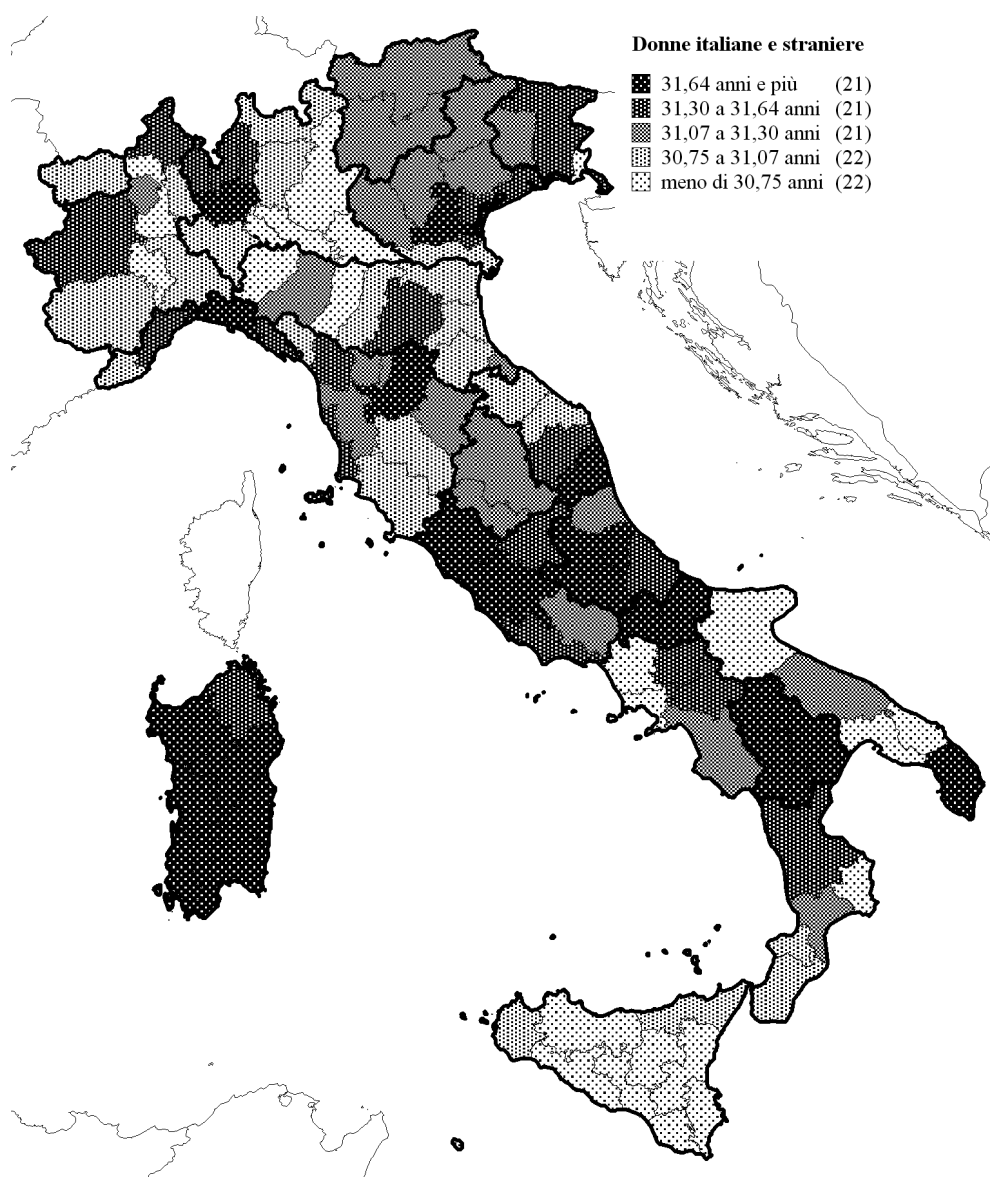 Donne italiane e straniere
31,64 anni e più (21)
31,30 a 31,64 anni (21)
31,07 a 31,30 anni (21)
30,75 a 31,07 anni (22)
meno di 30,75 anni (22)